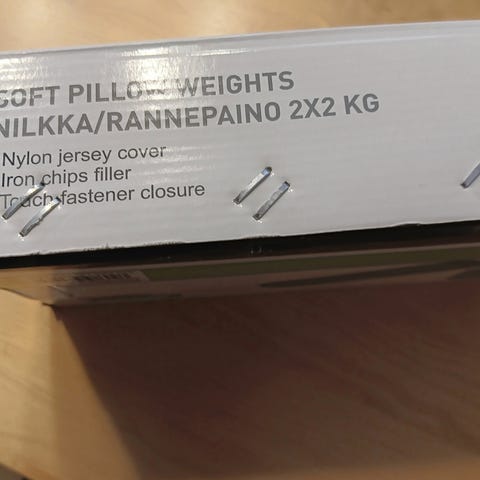 SOFT PILLOW WEIGHTS
NILKKA/RANNEPAINO 2X2 KG
Nylon jersey cover
Iron chips filler
Touch fastener closure